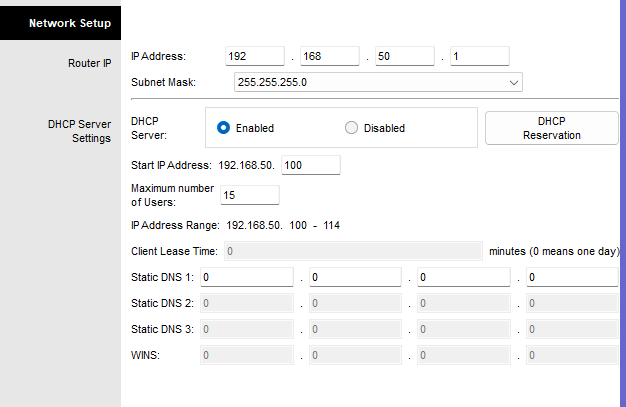 Network Setup
Router IP
IP Address: 192 . 168 . 50 . 1
Subnet Mask: 255.255.255.0
DHCP Server
Settings
DHCP
Server:
Enabled
Disabled
DHCP
Reservation
Start IP Address: 192.168.50. 100
Maximum number
of Users: 15
IP Address Range: 192.168.50. 100 - 114
Client Lease Time: 0 minutes (0 means one day)
Static DNS 1: 0 . 0 . 0 . 0
Static DNS 2: 0 . 0 . 0 . 0
Static DNS 3: 0 . 0 . 0 . 0
WINS: 0 . 0 . 0 . 0